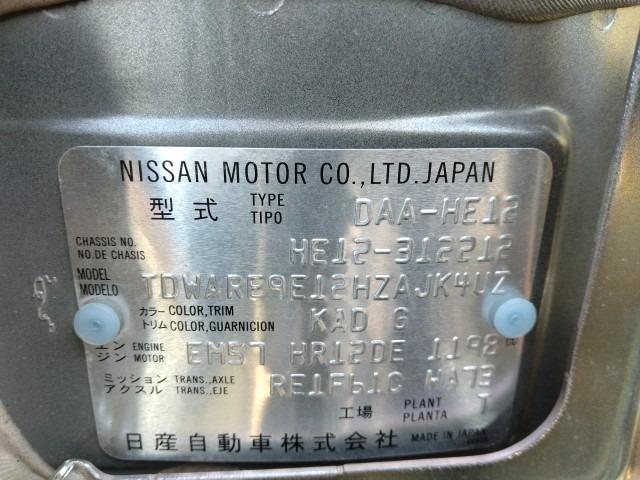 NISSAN MOTOR CO.,LTD.JAPAN
型式 TYPE TIPO DAA-HE12
CHASSIS NO. NO.DE CHASIS HE12-312212
MODEL MODELO TDWARE9E12HZAJK4UZ
カラー COLOR,TRIM
トリム COLOR,GUARNICION KAD G
エンジン ENGINE MOTOR EM57 HR12DE 1198 cc
ミッション TRANS.,AXLE
アクスル TRANS.,EJE RE1F61C HA73
工場 PLANT PLANTA T
日産自動車株式会社 MADE IN JAPAN